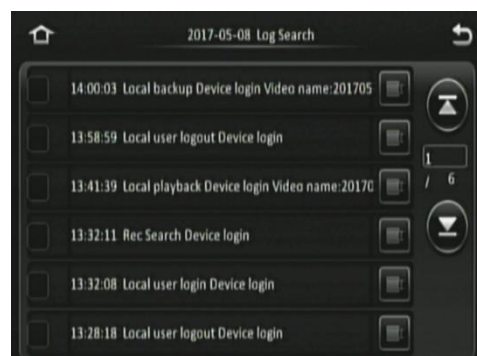 2017-05-08 Log Search
14:00:03 Local backup Device login Video name:201705
13:58:59 Local user logout Device login
13:41:39 Local playback Device login Video name:2017
1
/ 6
13:32:11 Rec Search Device login
13:32:08 Local user login Device login
13:28:18 Local user logout Device login